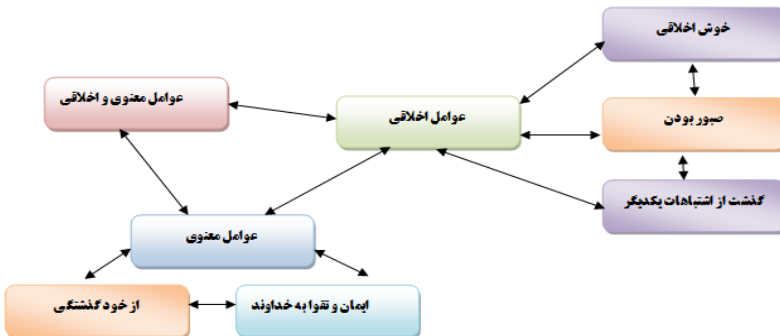 خوش اخلاقی
عوامل معنوی و اخلاقی
عوامل اخلاقی
صبور بودن
گذشت از اشتباهات یکدیگر
عوامل معنوی
از خود گذشتگی
ایمان و تقوا به خداوند